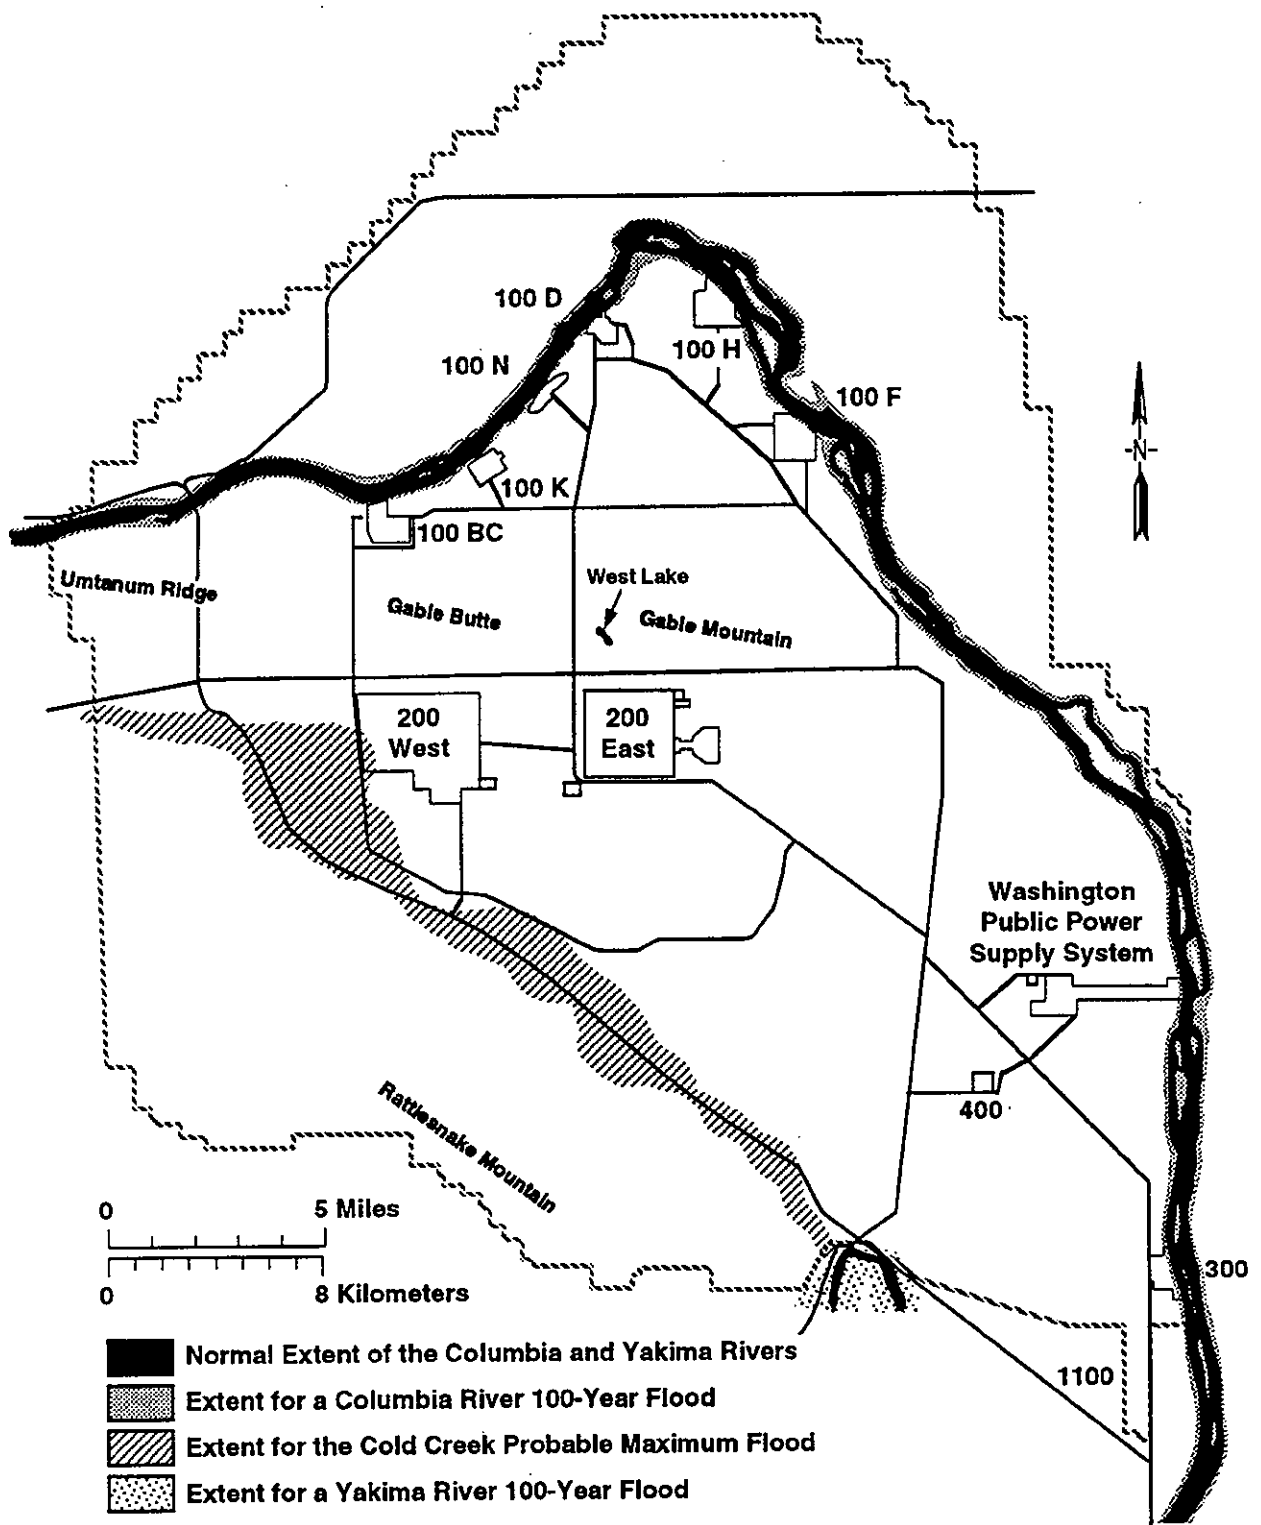 100 D
100 N
100 H
100 F
-N-
100 K
100 BC
Umtanum Ridge
Gable Butte
West Lake
Gable Mountain
200
West
200
East
Washington
Public Power
Supply System
400
Rattlesnake Mountain
0 5 Miles
0 8 Kilometers
300
1100
Normal Extent of the Columbia and Yakima Rivers
Extent for a Columbia River 100-Year Flood
Extent for the Cold Creek Probable Maximum Flood
Extent for a Yakima River 100-Year Flood